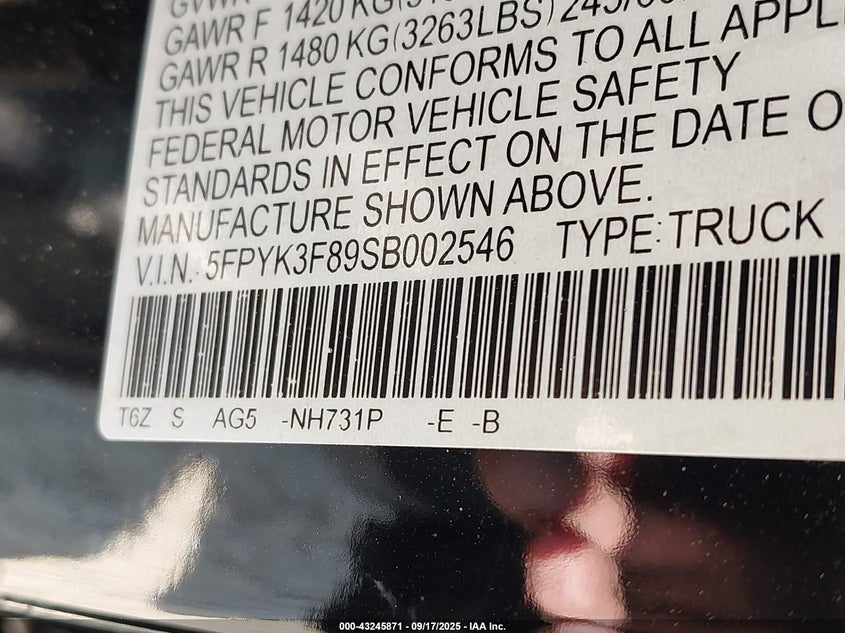 GAWR F 1420 KG
GAWR R 1480 KG(3263LBS)
THIS VEHICLE CONFORMS TO ALL
FEDERAL MOTOR VEHICLE SAFETY
STANDARDS IN EFFECT ON THE DATE
MANUFACTURE SHOWN ABOVE.
V.I.N.: 5FPYK3F89SB002546 TYPE:TRUCK
T6Z S AG5 -NH731P -E -B
000-43245871 - 09/17/2025 - IAA Inc.